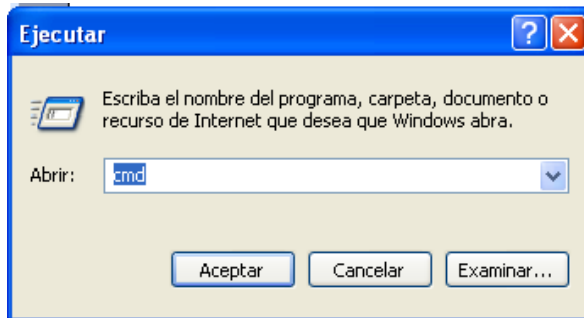 Ejecutar
Escriba el nombre del programa, carpeta, documento o
recurso de Internet que desea que Windows abra.
Abrir: cmd
Aceptar Cancelar Examinar...